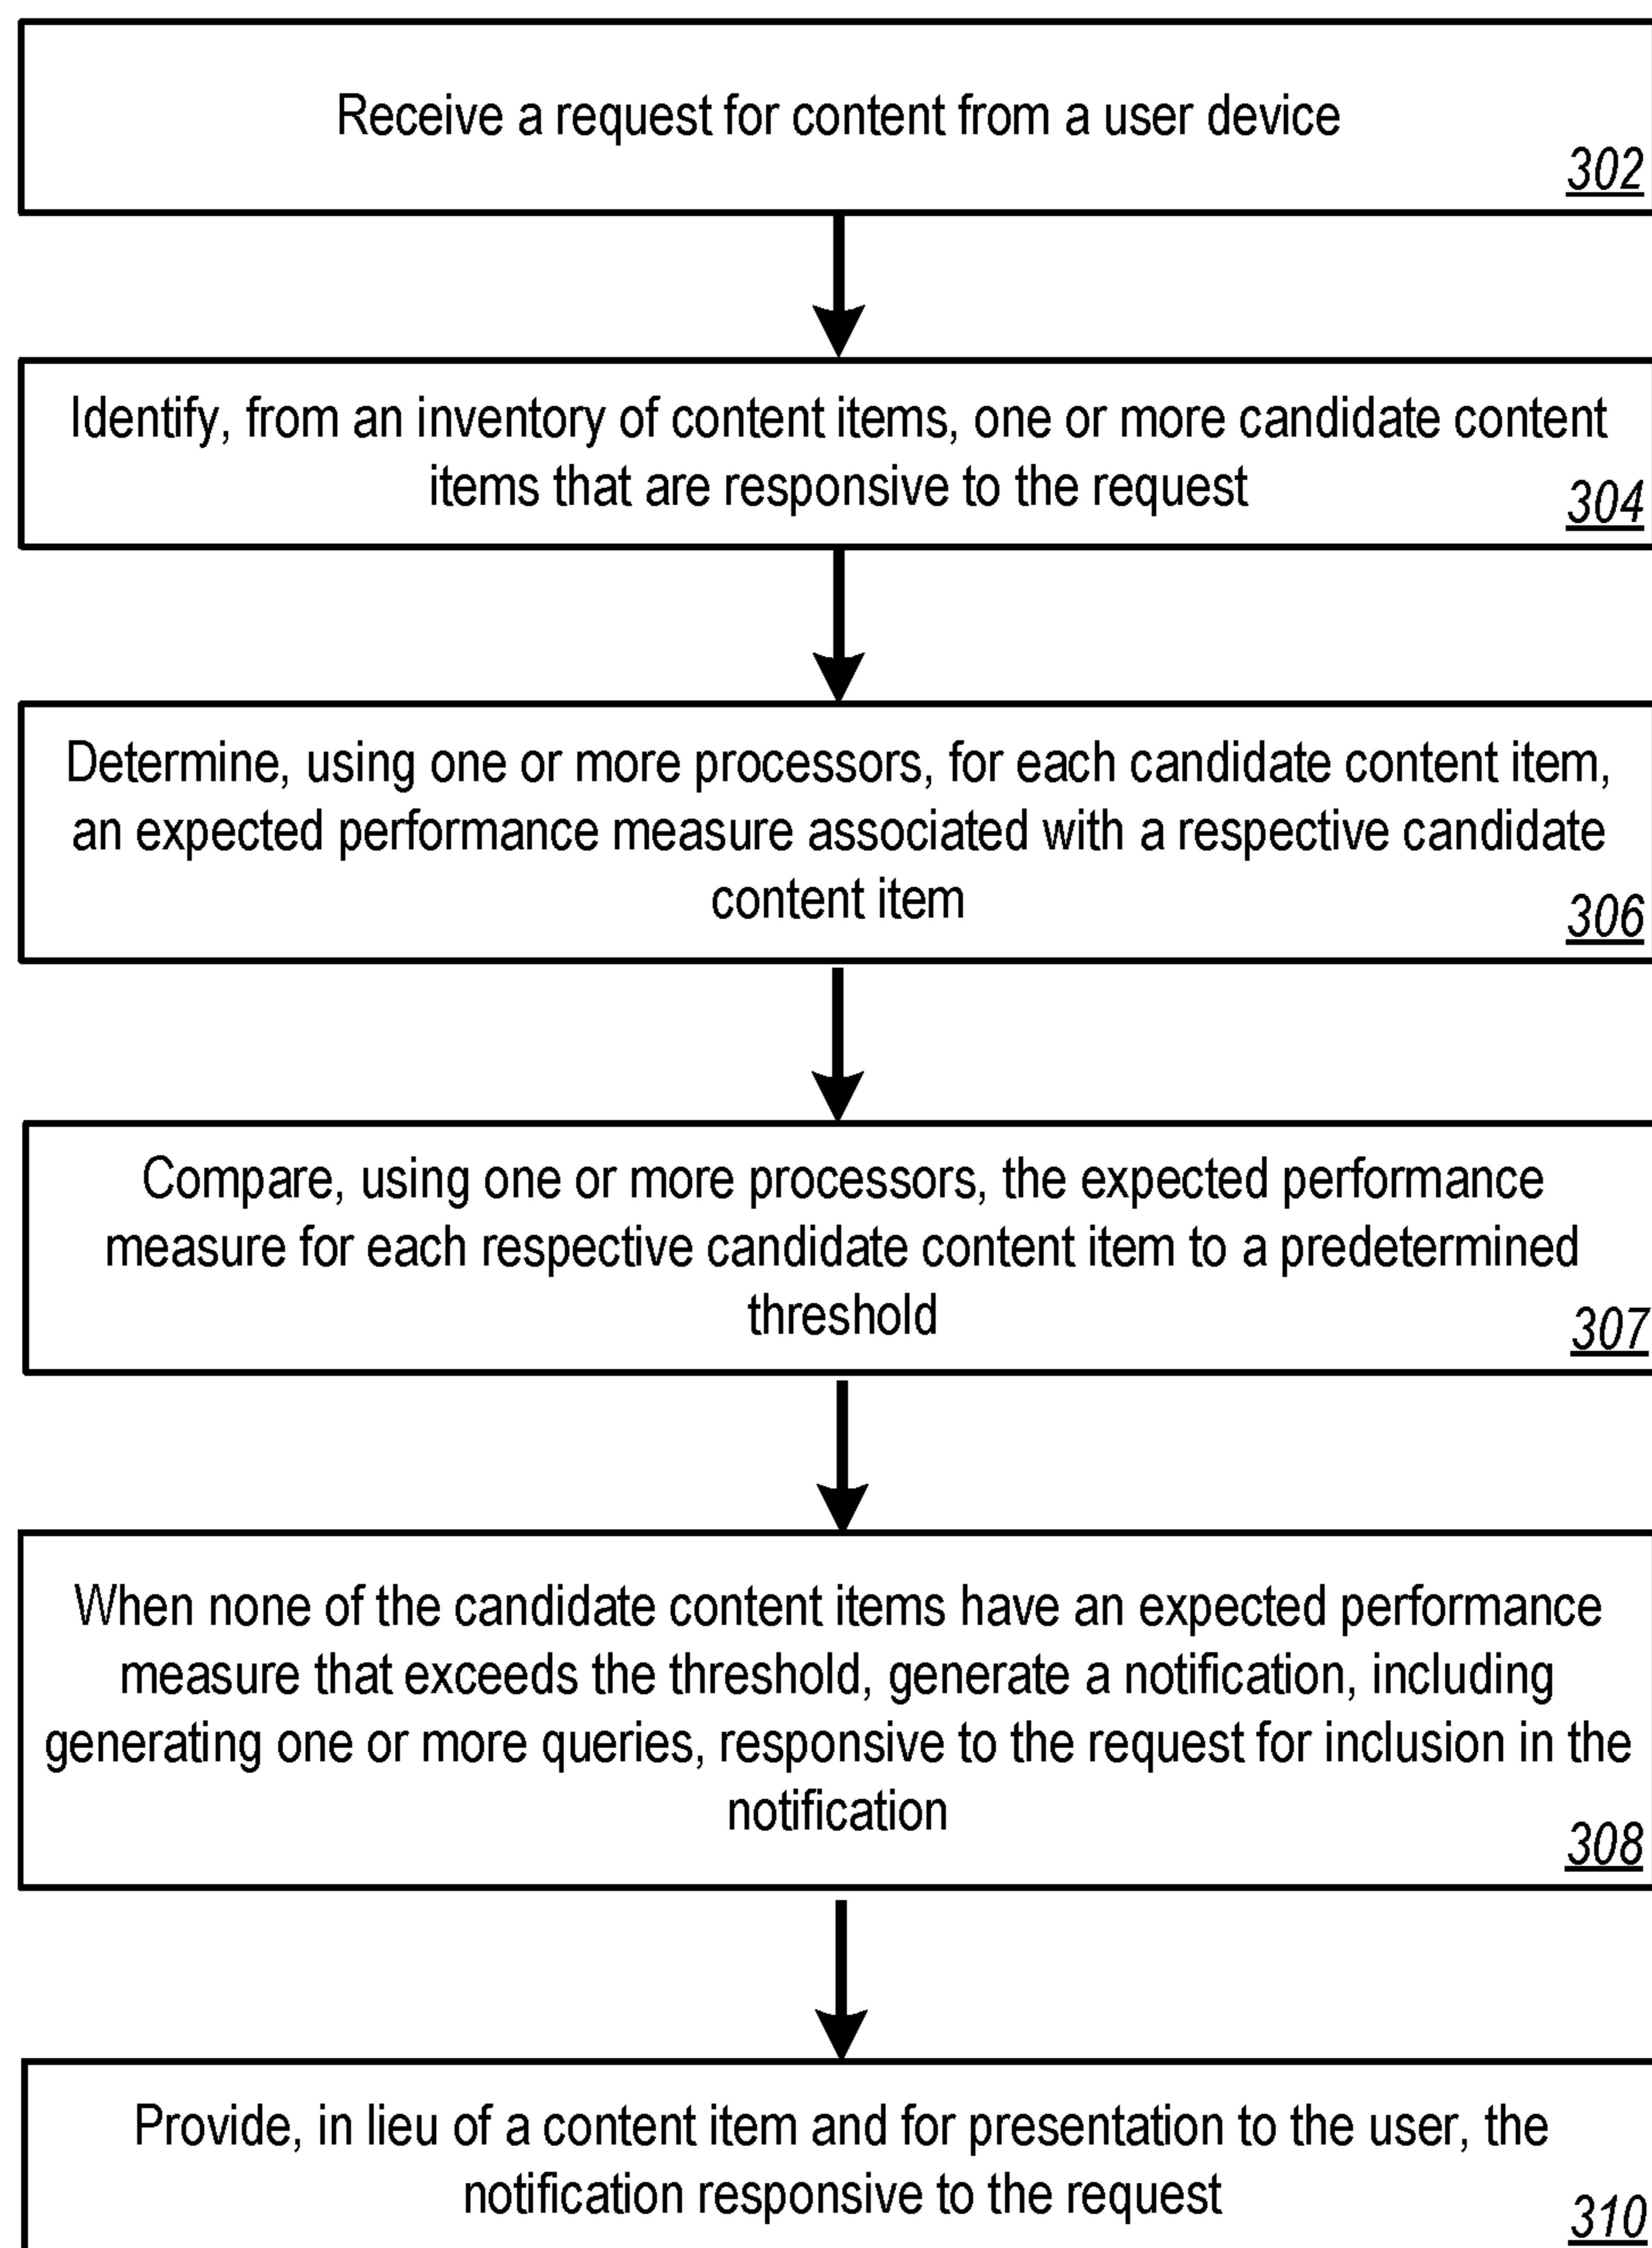 Receive a request for content from a user device
302
Identify, from an inventory of content items, one or more candidate content
items that are responsive to the request
304
Determine, using one or more processors, for each candidate content item,
an expected performance measure associated with a respective candidate
content item
306
Compare, using one or more processors, the expected performance
measure for each respective candidate content item to a predetermined
threshold
307
When none of the candidate content items have an expected performance
measure that exceeds the threshold, generate a notification, including
generating one or more queries, responsive to the request for inclusion in the
notification
308
Provide, in lieu of a content item and for presentation to the user, the
notification responsive to the request
310